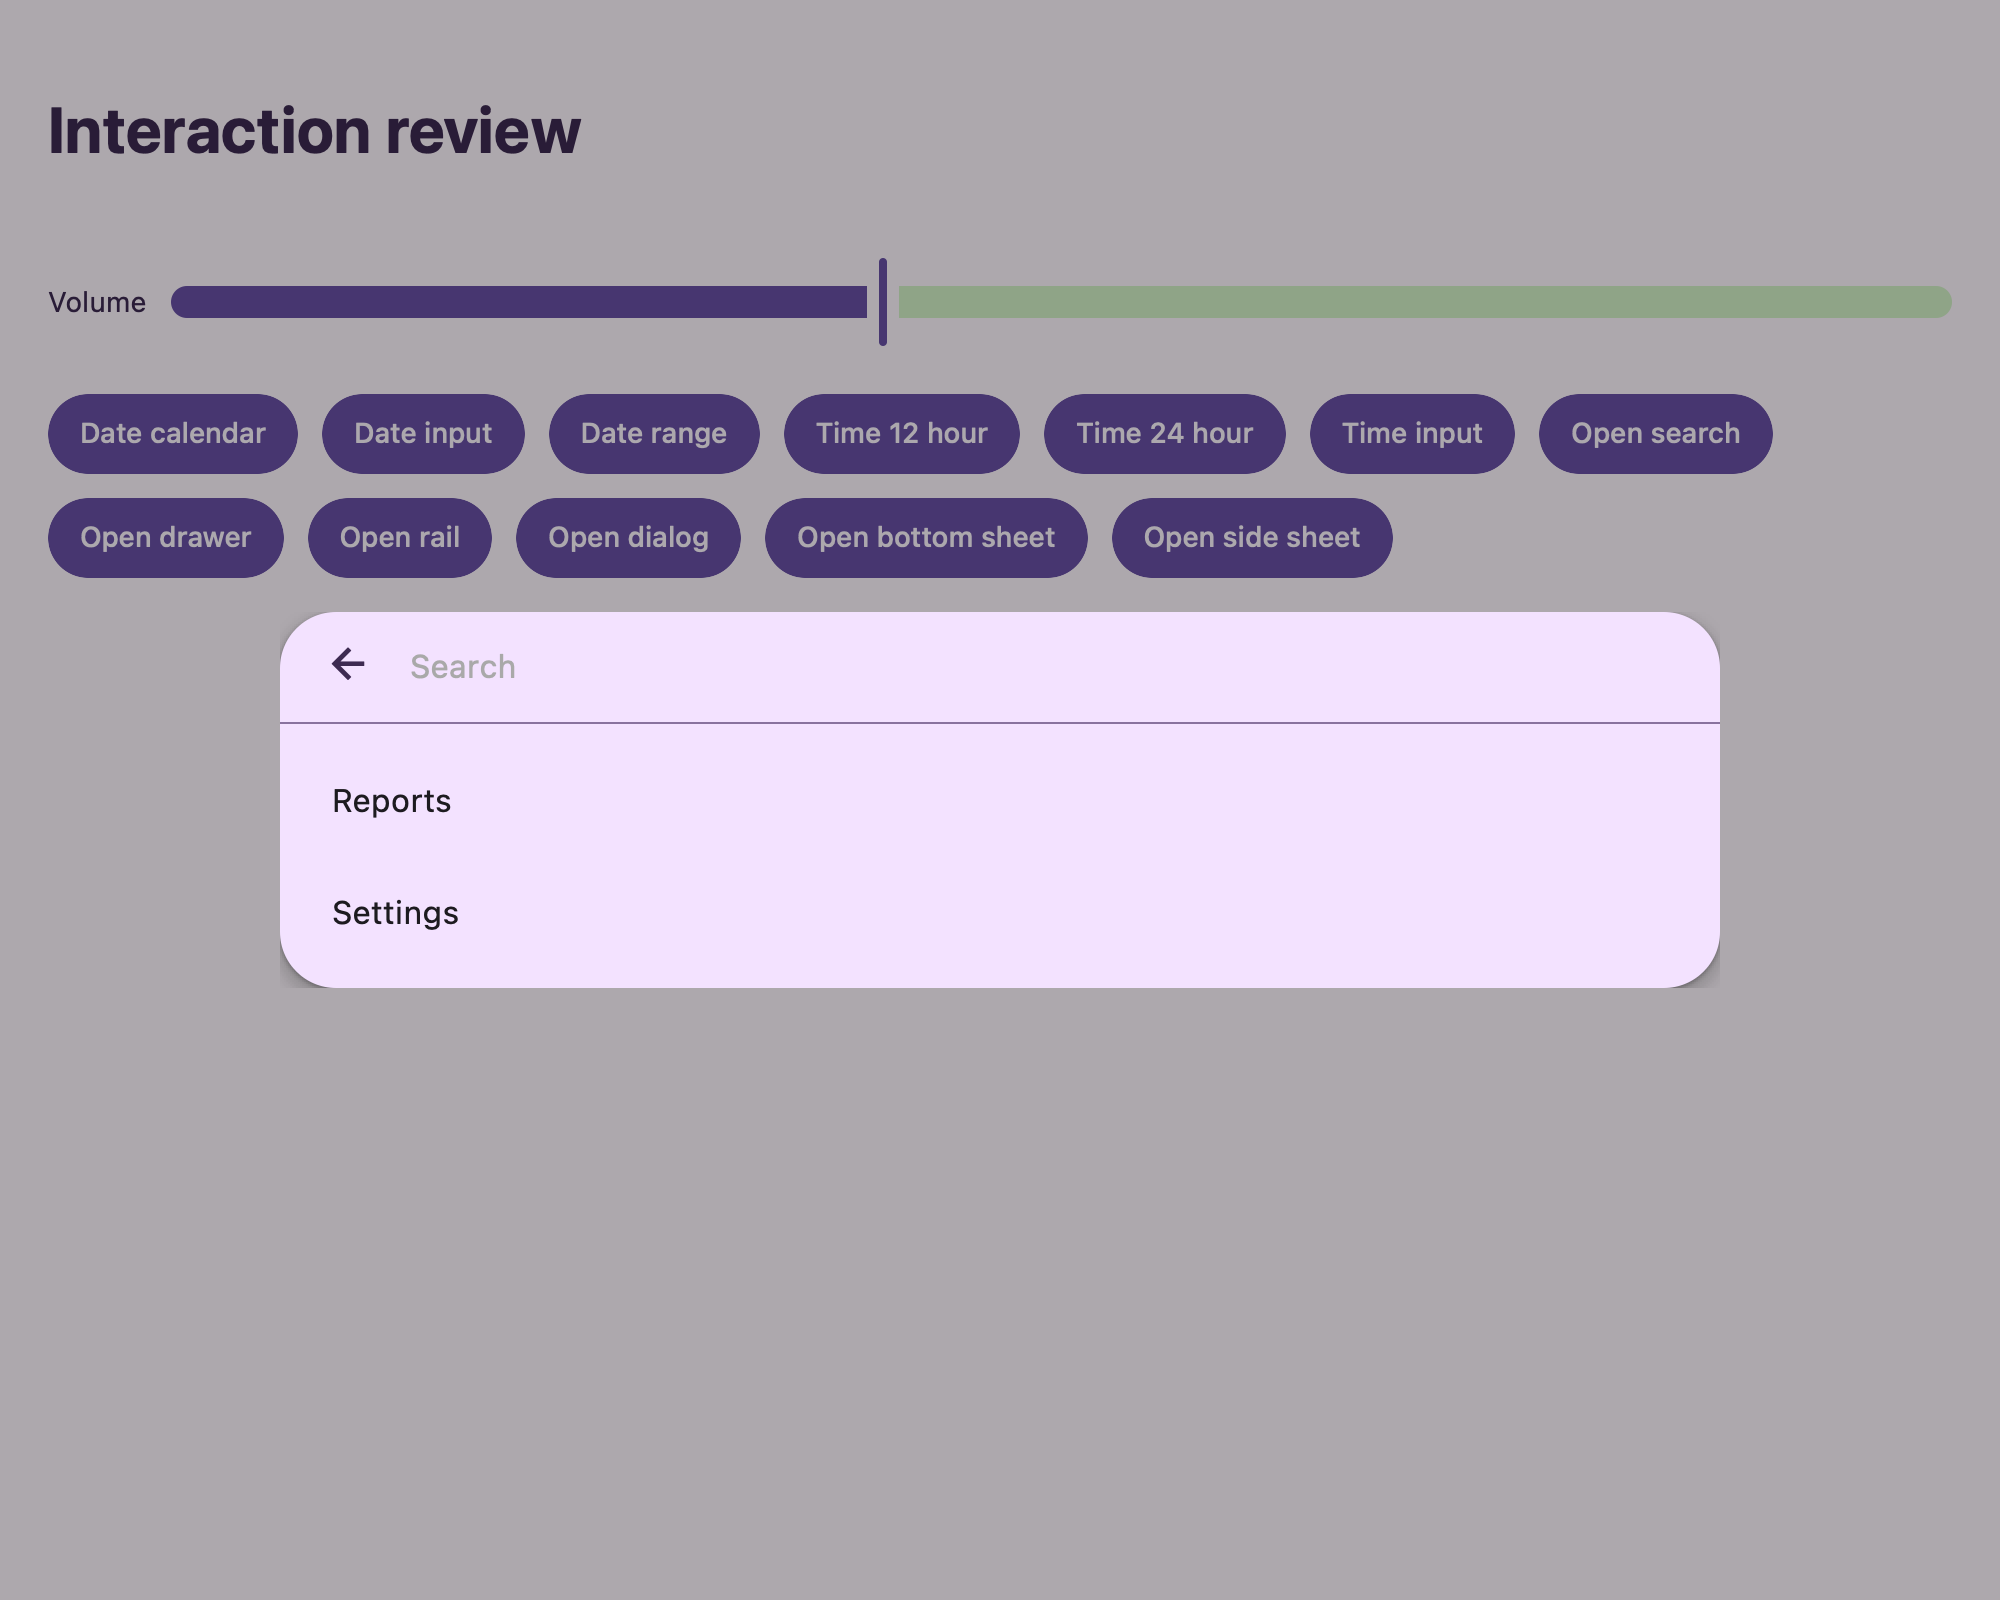 Interaction review
Volume
Date calendar Date input Date range Time 12 hour Time 24 hour Time input Open search
Open drawer Open rail Open dialog Open bottom sheet Open side sheet
Search
Reports
Settings